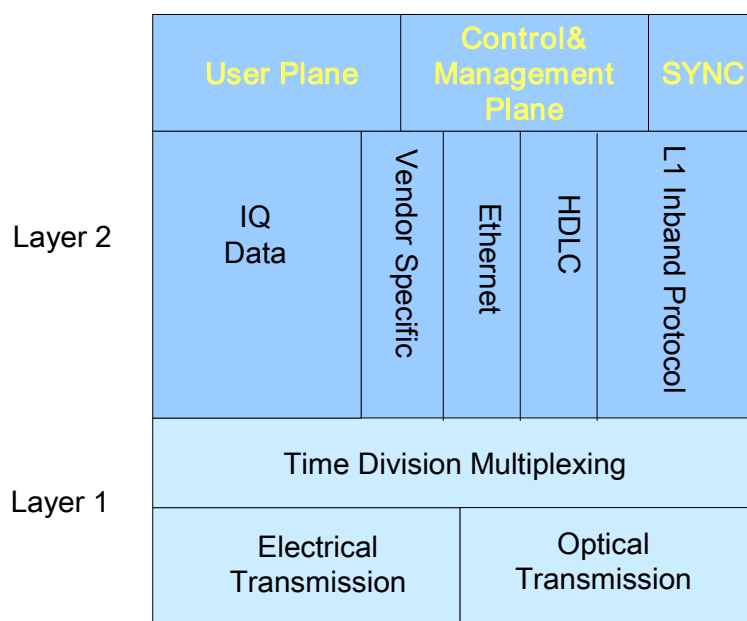 User Plane
Control&
Management
Plane
SYNC
Layer 2
IQ
Data
Vendor Specific
Ethernet
HDLC
L1 Inband Protocol
Layer 1
Time Division Multiplexing
Electrical
Transmission
Optical
Transmission